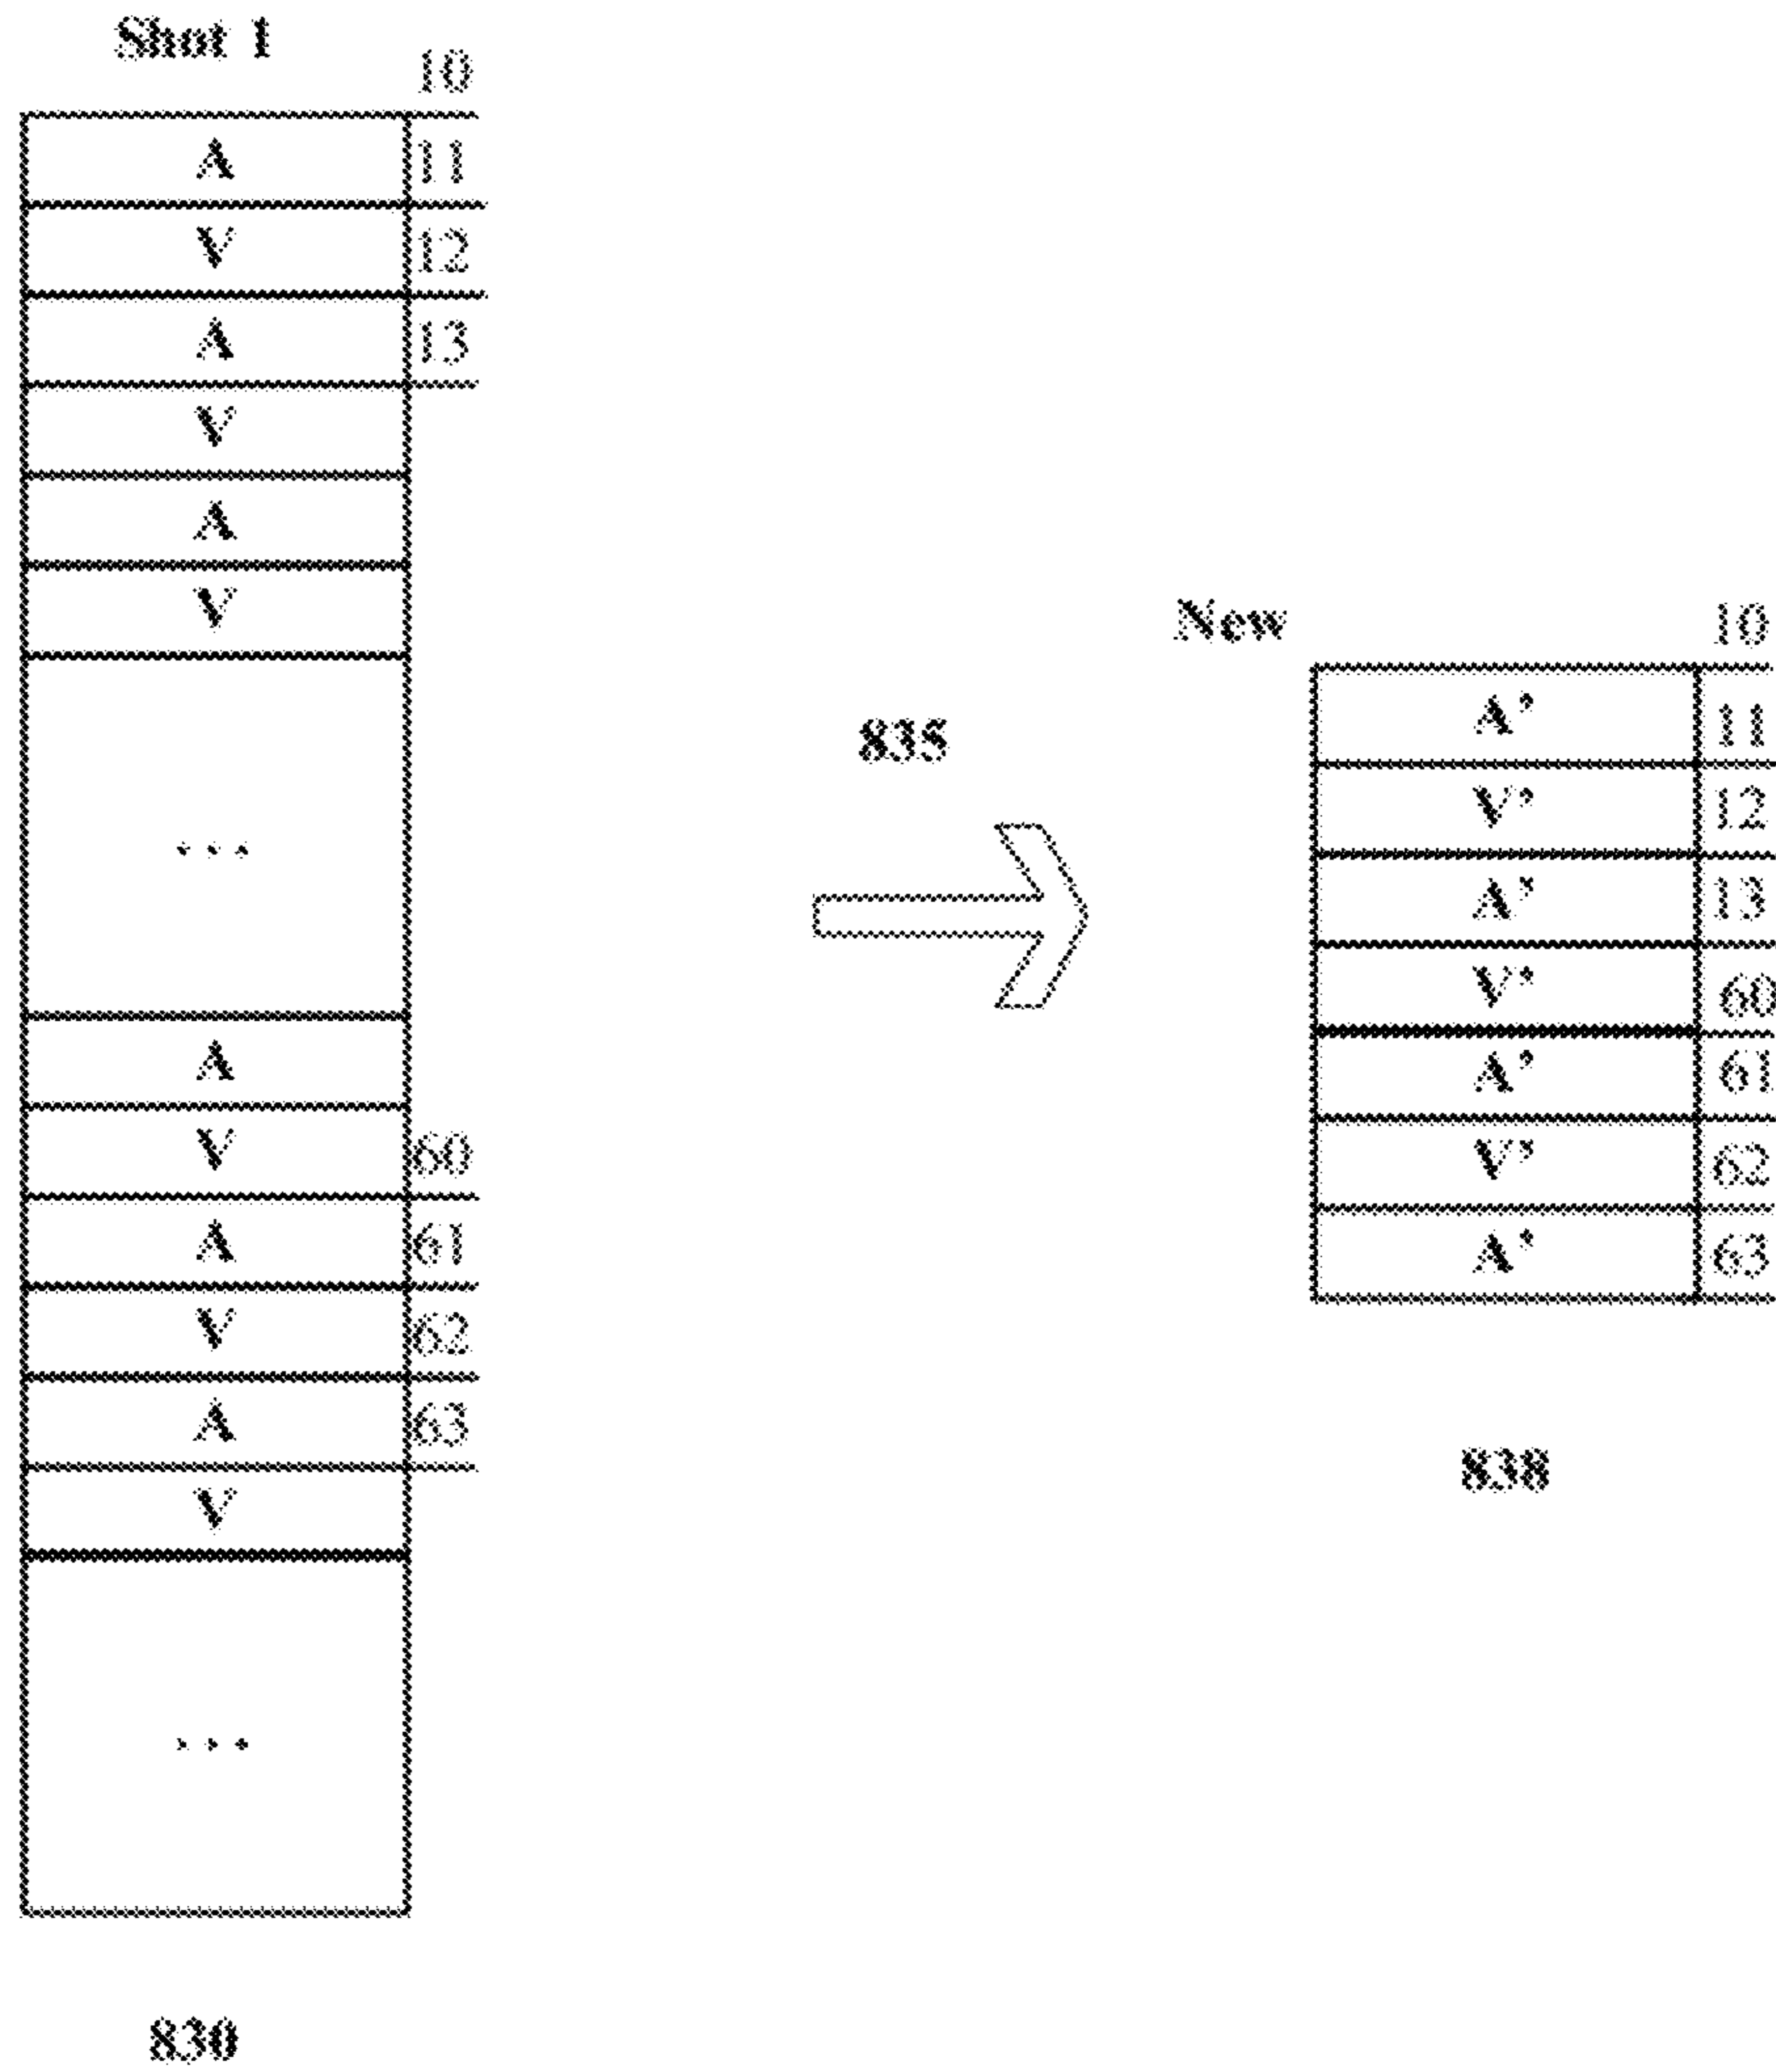 Shot 1
10
A 11
V 12
A 13
V
A
V
...
A
V 60
A 61
V 62
A 63
V
...
830
835
New
10
A’ 11
V’ 12
A’ 13
V’ 60
A’ 61
V’ 62
A’ 63
838